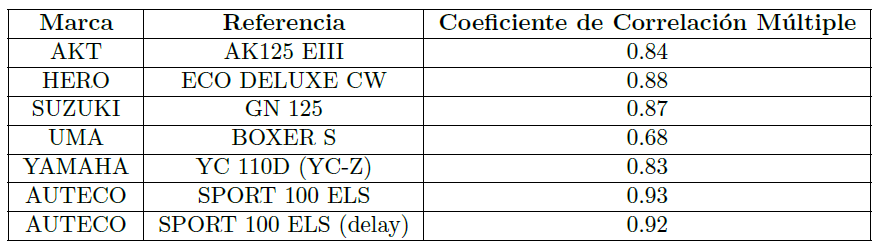 Marca Referencia Coeficiente de Correlación Múltiple
AKT AK125 EIII 0.84
HERO ECO DELUXE CW 0.88
SUZUKI GN 125 0.87
UMA BOXER S 0.68
YAMAHA YC 110D (YC-Z) 0.83
AUTECO SPORT 100 ELS 0.93
AUTECO SPORT 100 ELS (delay) 0.92